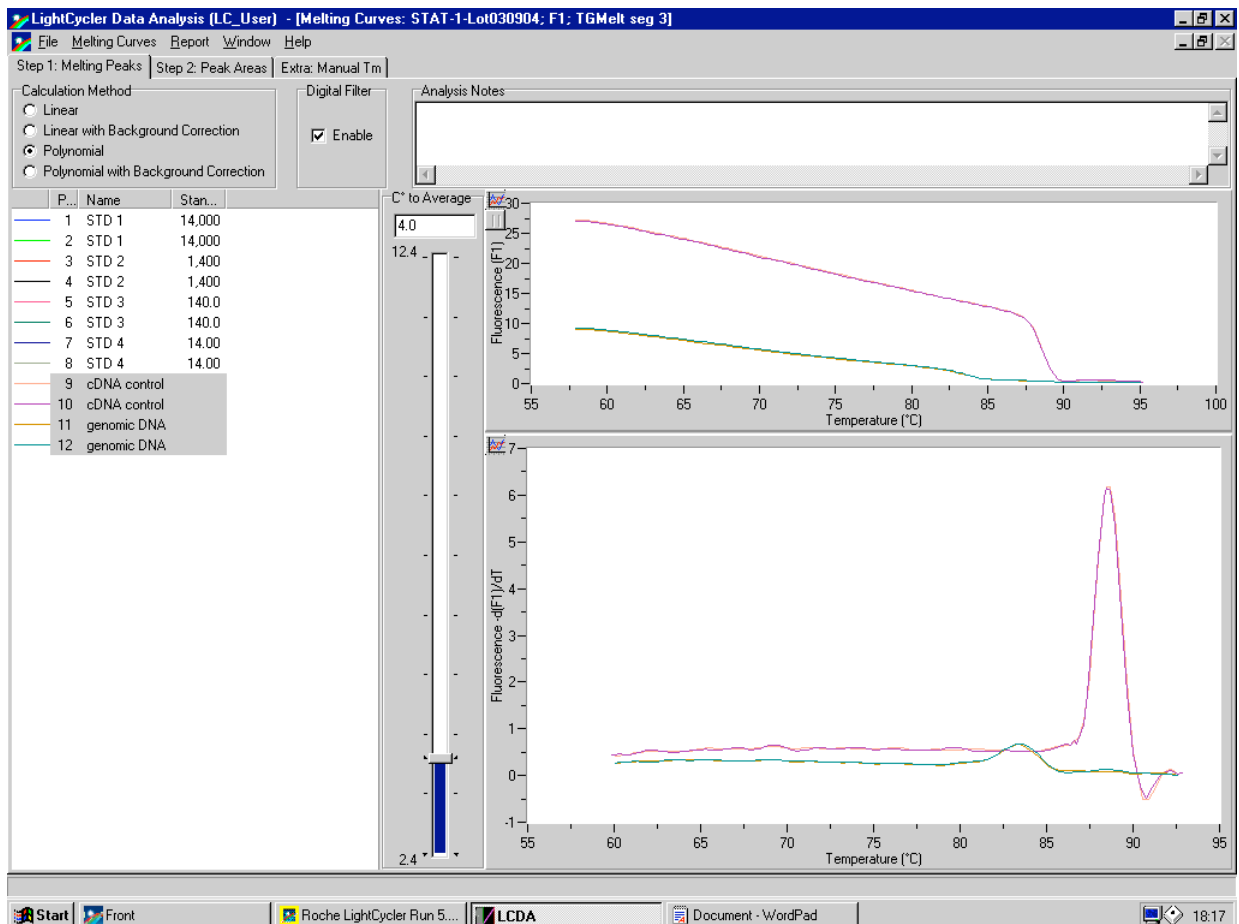 LightCycler Data Analysis (LC_User) - [Melting Curves: STAT-1-Lot030904; F1; TGMelt seg 3]
File Melting Curves Report Window Help
Step 1: Melting Peaks Step 2: Peak Areas Extra: Manual Tm
Calculation Method
Linear
Linear with Background Correction
Polynomial
Polynomial with Background Correction
Digital Filter
Enable
Analysis Notes
P... Name Stan...
1 STD 1 14,000
2 STD 1 14,000
3 STD 2 1,400
4 STD 2 1,400
5 STD 3 140.0
6 STD 3 140.0
7 STD 4 14.00
8 STD 4 14.00
9 cDNA control
10 cDNA control
11 genomic DNA
12 genomic DNA
C° to Average
4.0
12.4
2.4
Fluorescence (F1)
30
25
20
15
10
5
0
55 60 65 70 75 80 85 90 95 100
Temperature (°C)
Fluorescence -d(F1)/dT
7
6
5
4
3
2
1
0
-1
55 60 65 70 75 80 85 90 95
Temperature (°C)
Start Front Roche LightCycler Run 5.... LCDA Document - WordPad 18:17